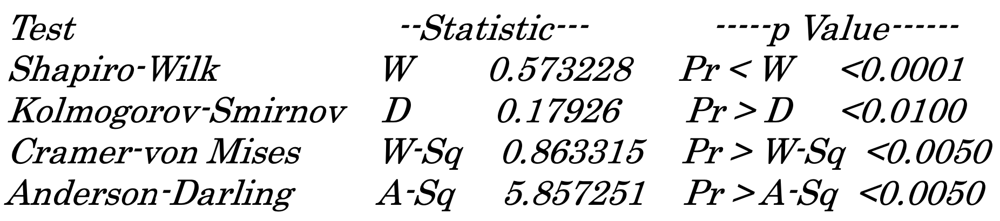 Test --Statistic--- -----p Value------
Shapiro-Wilk W 0.573228 Pr < W <0.0001
Kolmogorov-Smirnov D 0.17926 Pr > D <0.0100
Cramer-von Mises W-Sq 0.863315 Pr > W-Sq <0.0050
Anderson-Darling A-Sq 5.857251 Pr > A-Sq <0.0050